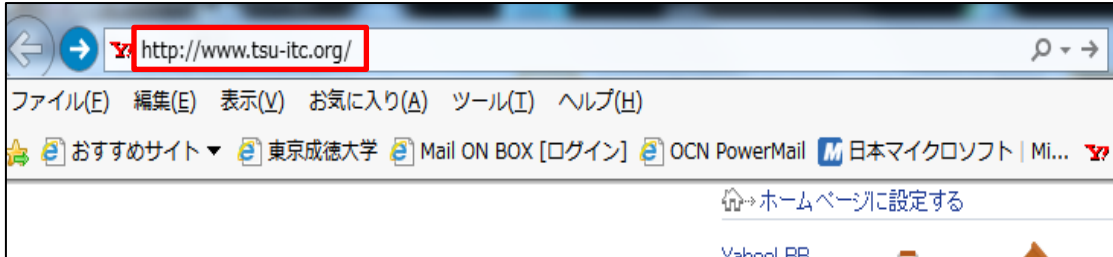 http://www.tsu-itc.org/
ファイル(F) 編集(E) 表示(V) お気に入り(A) ツール(T) ヘルプ(H)
おすすめサイト ▼ 東京成徳大学 Mail ON BOX [ログイン] OCN PowerMail 日本マイクロソフト | Mi...
ホームページに設定する
Yahoo! BB